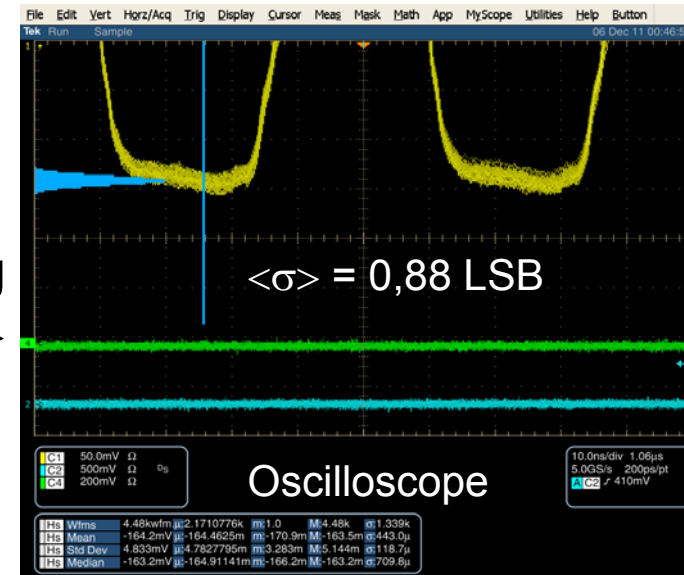 File Edit Vert Horz/Acq Trig Display Cursor Meas Mask Math App MyScope Utilities Help Button
Tek Run Sample 06 Dec 11 00:46:5
1
g
<σ> = 0,88 LSB
4
2
C1 50.0mV Ω
C2 500mV Ω Ds
C4 200mV Ω
Oscilloscope
10.0ns/div 1.06µs
5.0GS/s 200ps/pt
A C2 410mV
Hs Wfms 4.48kwfm µ:2.1710776k m:1.0 M:4.48k σ:1.339k
Hs Mean -164.2mV µ:-164.4625m m:-170.9m M:-163.5m σ:443.0µ
Hs Std Dev 4.833mV µ:4.7827795m m:3.283m M:5.144m σ:118.7µ
Hs Median -163.2mV µ:-164.91141m m:-166.2m M:-163.2m σ:709.8µ